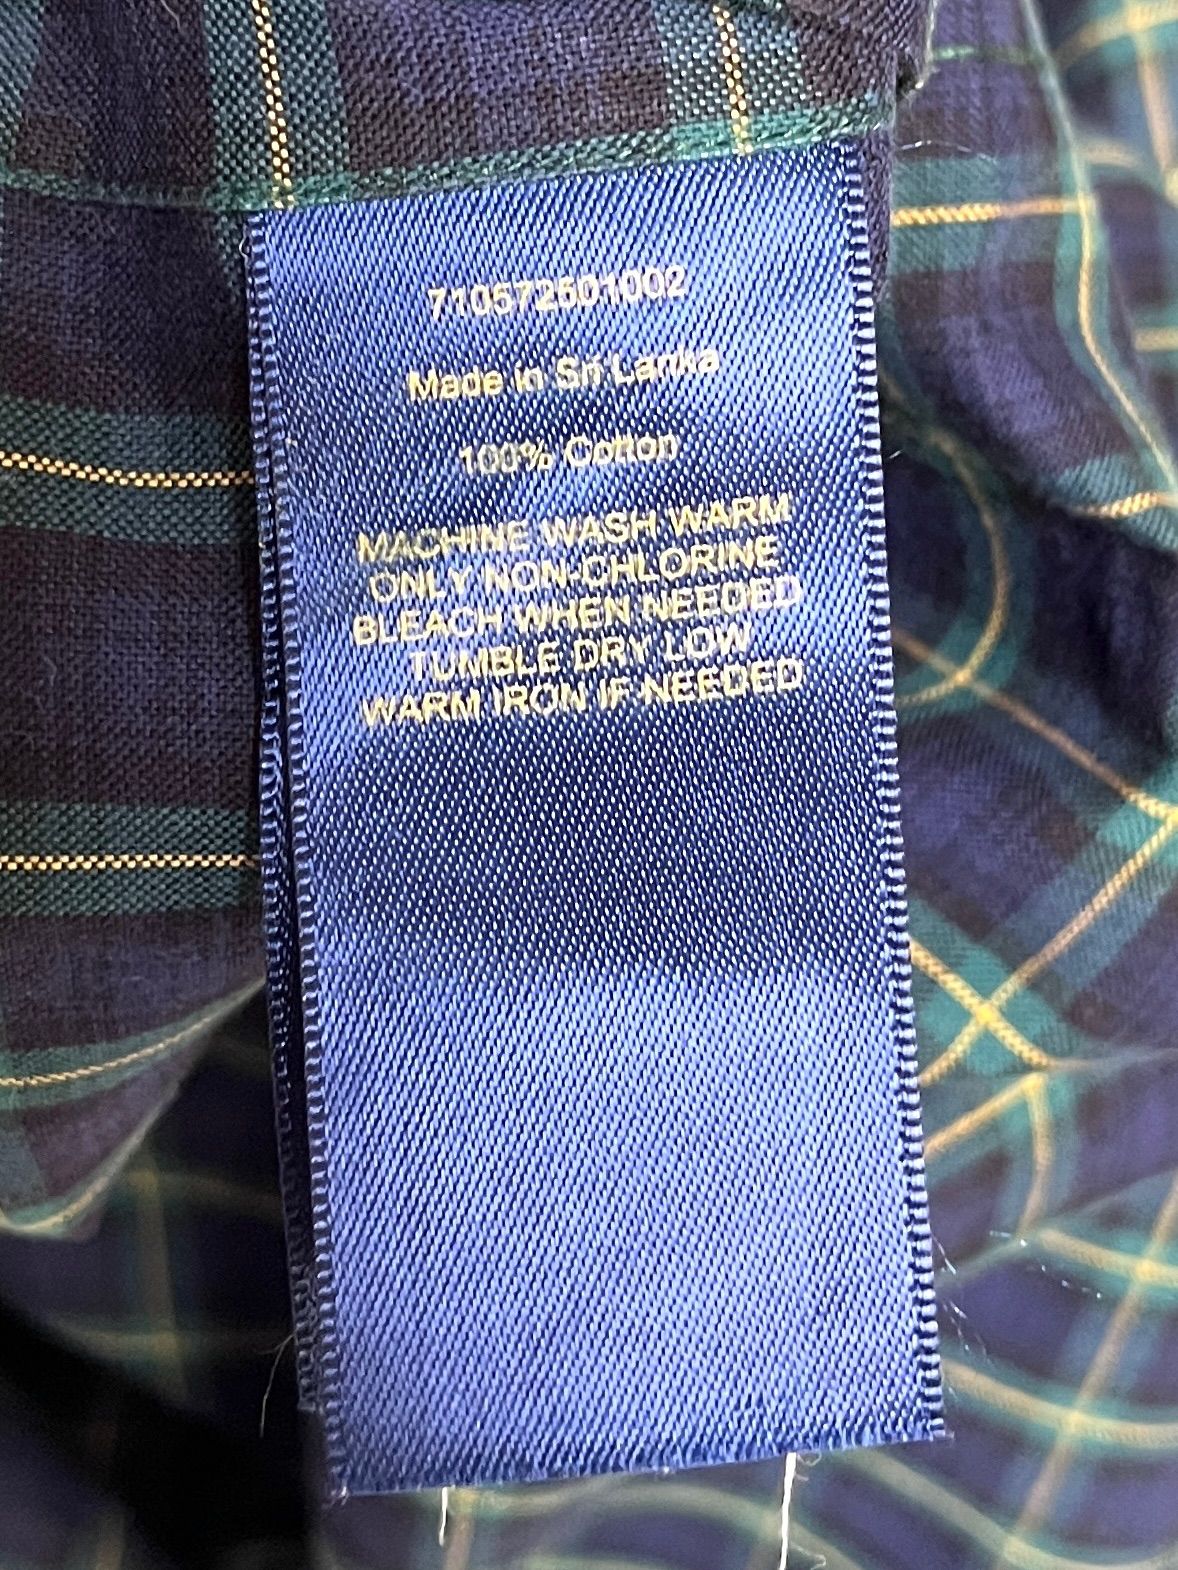 710572501002
Made in Sri Lanka
100% Cotton
MACHINE WASH WARM
ONLY NON-CHLORINE
BLEACH WHEN NEEDED
TUMBLE DRY LOW
WARM IRON IF NEEDED